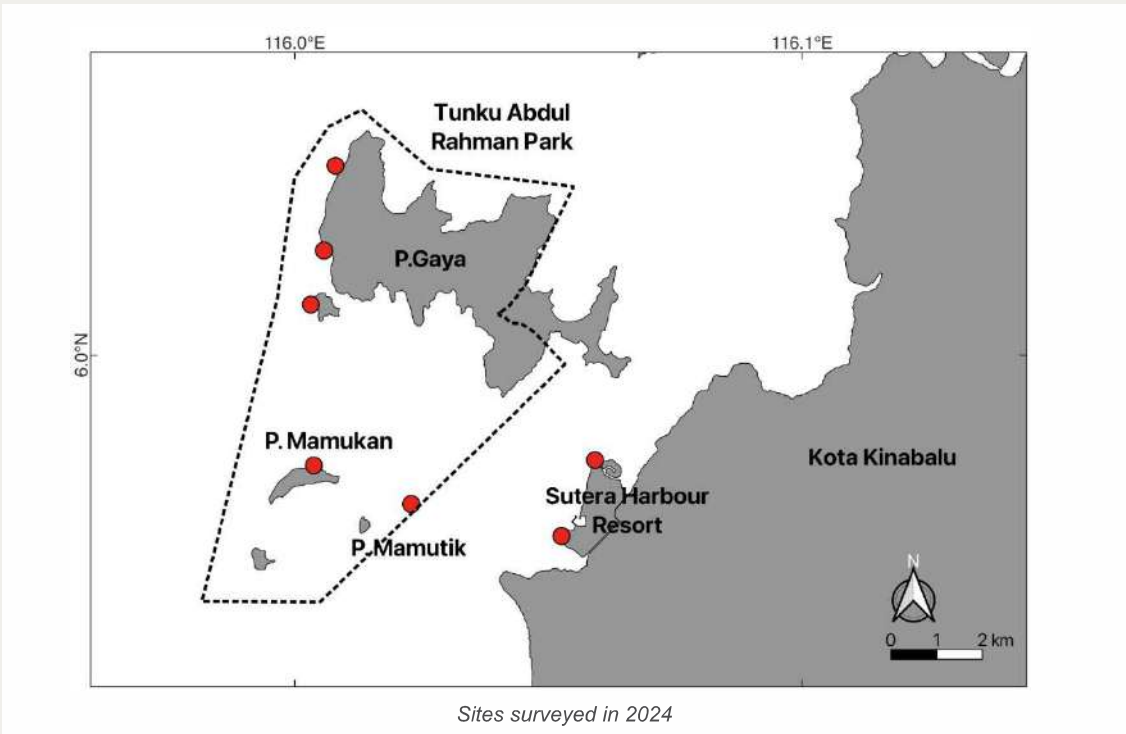 116.0°E
116.1°E
Tunku Abdul
Rahman Park
P.Gaya
6.0°N
P. Mamukan
Kota Kinabalu
Sutera Harbour
Resort
P.Mamutik
N
0 1 2 km
Sites surveyed in 2024